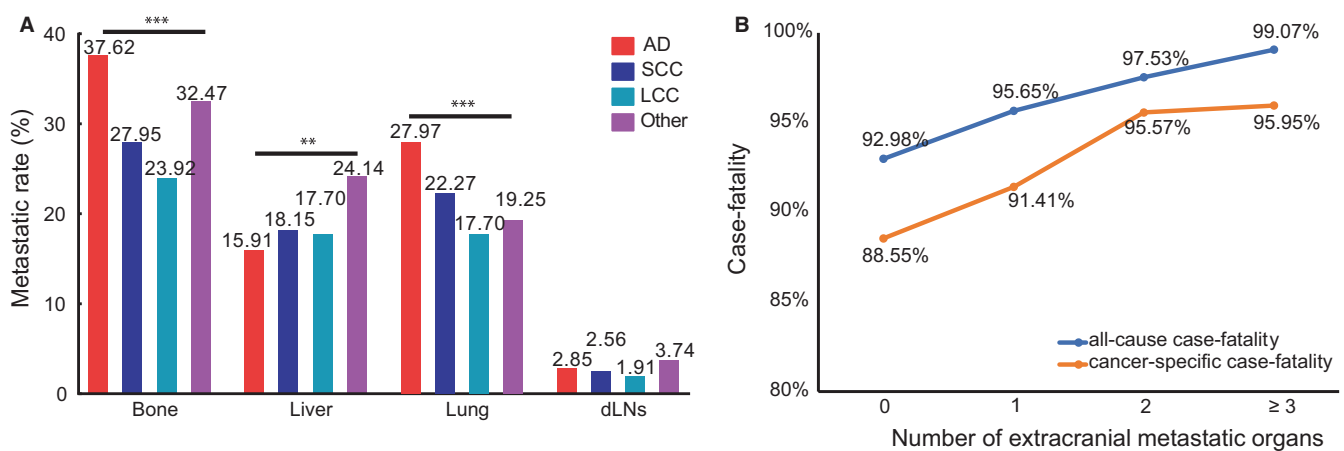 A
Metastatic rate (%)
40
30
20
10
0
***
**
***
37.62
27.95
23.92
32.47
15.91
18.15
17.70
24.14
27.97
22.27
17.70
19.25
2.85
2.56
1.91
3.74
Bone
Liver
Lung
dLNs
AD
SCC
LCC
Other
B
Case-fatality
100%
95%
90%
85%
80%
92.98%
95.65%
97.53%
99.07%
88.55%
91.41%
95.57%
95.95%
all-cause case-fatality
cancer-specific case-fatality
0
1
2
≥ 3
Number of extracranial metastatic organs